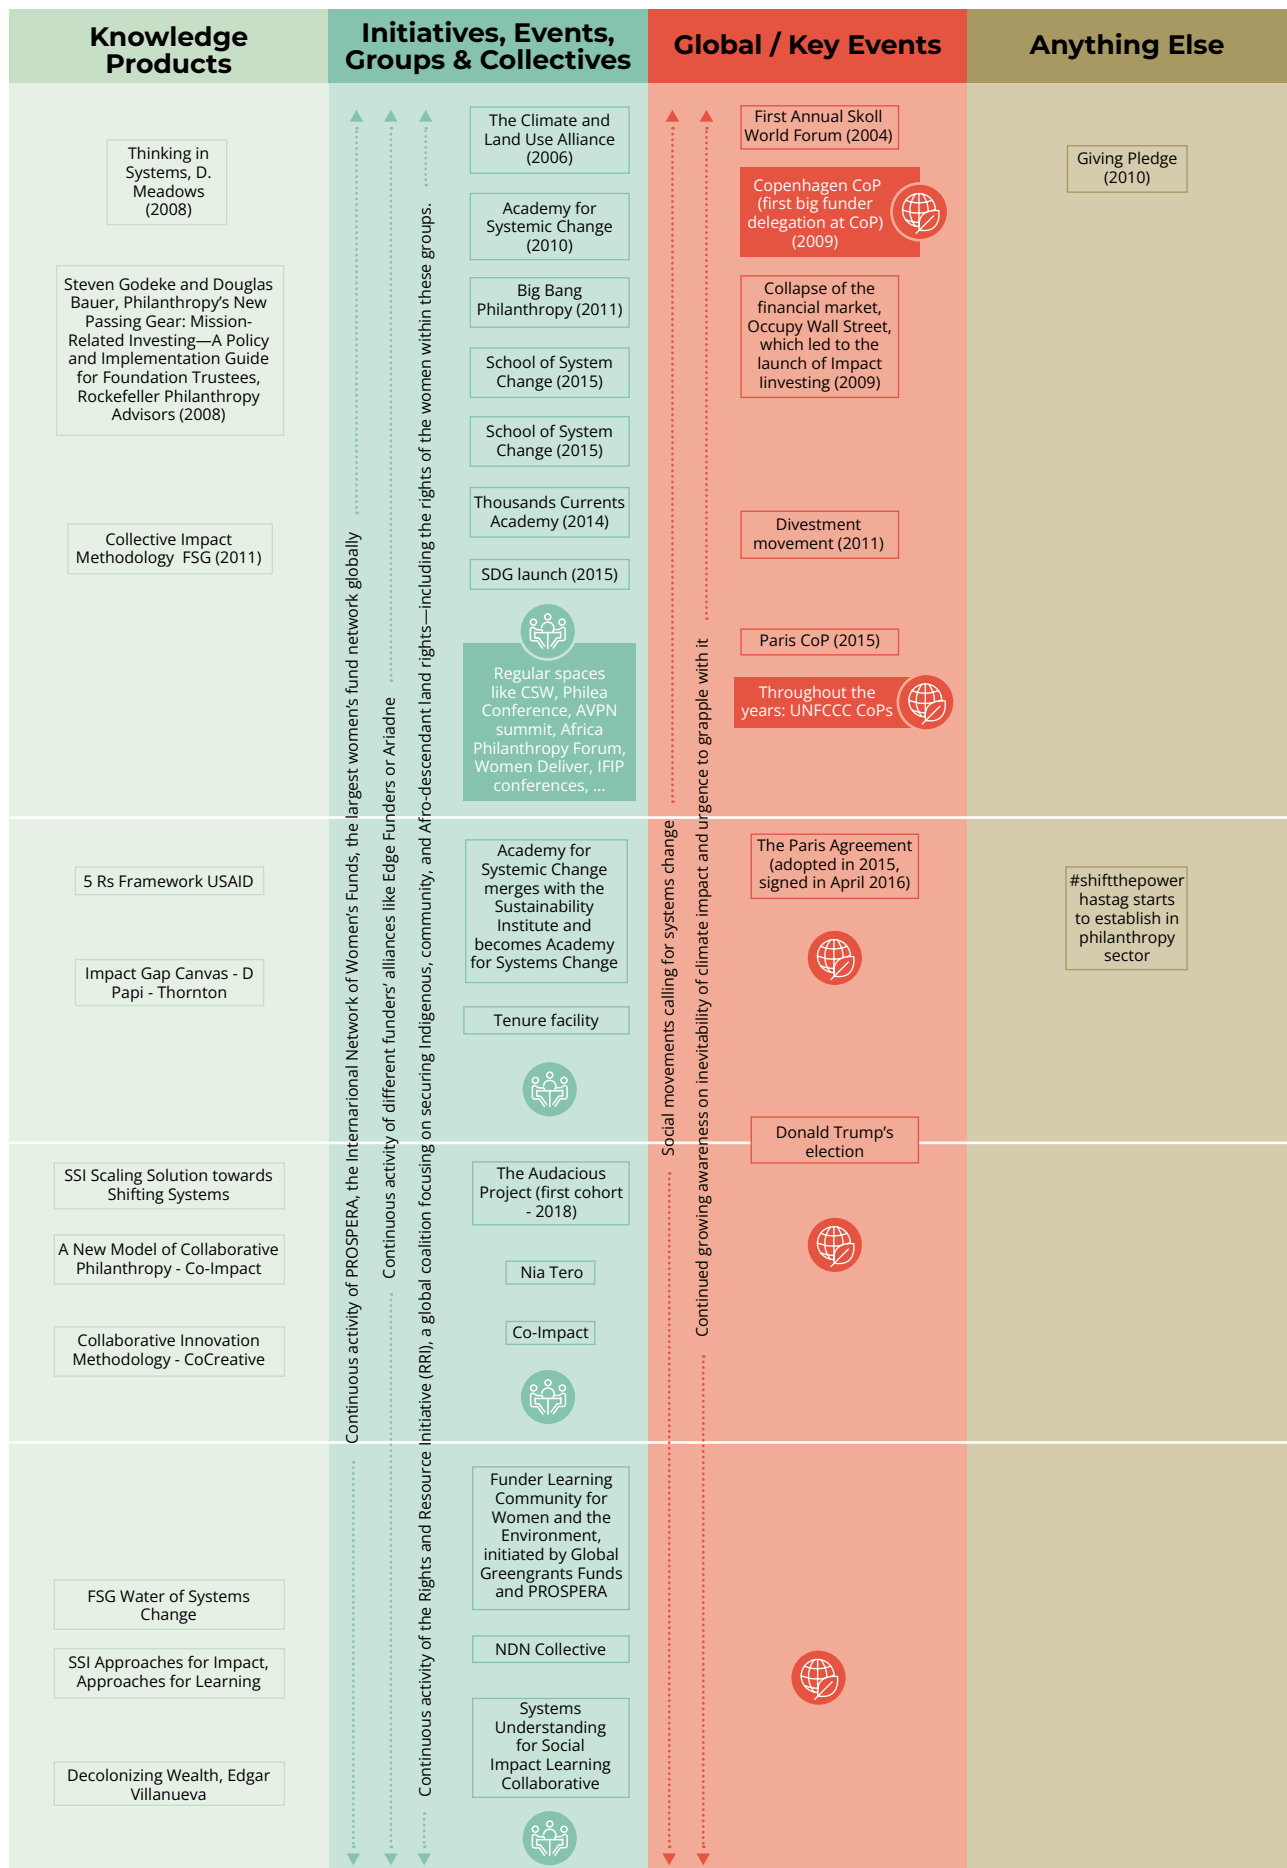 Knowledge
Products
Initiatives, Events,
Groups & Collectives
Global / Key Events
Anything Else
Thinking in
Systems, D.
Meadows
(2008)
Steven Godeke and Douglas
Bauer, Philanthropy’s New
Passing Gear: Mission-
Related Investing—A Policy
and Implementation Guide
for Foundation Trustees,
Rockefeller Philanthropy
Advisors (2008)
Collective Impact
Methodology FSG (2011)
Continuous activity of PROSPERA, the Internarional Network of Women’s Funds, the largest women’s fund network globally
Continuous activity of different funders’ alliances like Edge Funders or Ariadne
Continuous activity of the Rights and Resource Initiative (RRI), a global coalition focusing on securing Indigenous, community, and Afro-descendant land rights—including the rights of the women within these groups.
The Climate and
Land Use Alliance
(2006)
Academy for
Systemic Change
(2010)
Big Bang
Philanthropy (2011)
School of System
Change (2015)
School of System
Change (2015)
Thousands Currents
Academy (2014)
SDG launch (2015)
Regular spaces
like CSW, Philea
Conference, AVPN
summit, Africa
Philanthropy Forum,
Women Deliver, IFIP
conferences, ...
Social movements calling for systems change
Continued growing awareness on inevitability of climate impact and urgence to grapple with it
First Annual Skoll
World Forum (2004)
Copenhagen CoP
(first big funder
delegation at CoP)
(2009)
Collapse of the
financial market,
Occupy Wall Street,
which led to the
launch of Impact
Iinvesting (2009)
Divestment
movement (2011)
Paris CoP (2015)
Throughout the
years: UNFCCC CoPs
Giving Pledge
(2010)
5 Rs Framework USAID
Impact Gap Canvas - D
Papi - Thornton
Academy for
Systemic Change
merges with the
Sustainability
Institute and
becomes Academy
for Systems Change
Tenure facility
The Paris Agreement
(adopted in 2015,
signed in April 2016)
Donald Trump’s
election
#shiftthepower
hastag starts
to establish in
philanthropy
sector
SSI Scaling Solution towards
Shifting Systems
A New Model of Collaborative
Philanthropy - Co-Impact
Collaborative Innovation
Methodology - CoCreative
The Audacious
Project (first cohort
- 2018)
Nia Tero
Co-Impact
FSG Water of Systems
Change
SSI Approaches for Impact,
Approaches for Learning
Decolonizing Wealth, Edgar
Villanueva
Funder Learning
Community for
Women and the
Environment,
initiated by Global
Greengrants Funds
and PROSPERA
NDN Collective
Systems
Understanding
for Social
Impact Learning
Collaborative